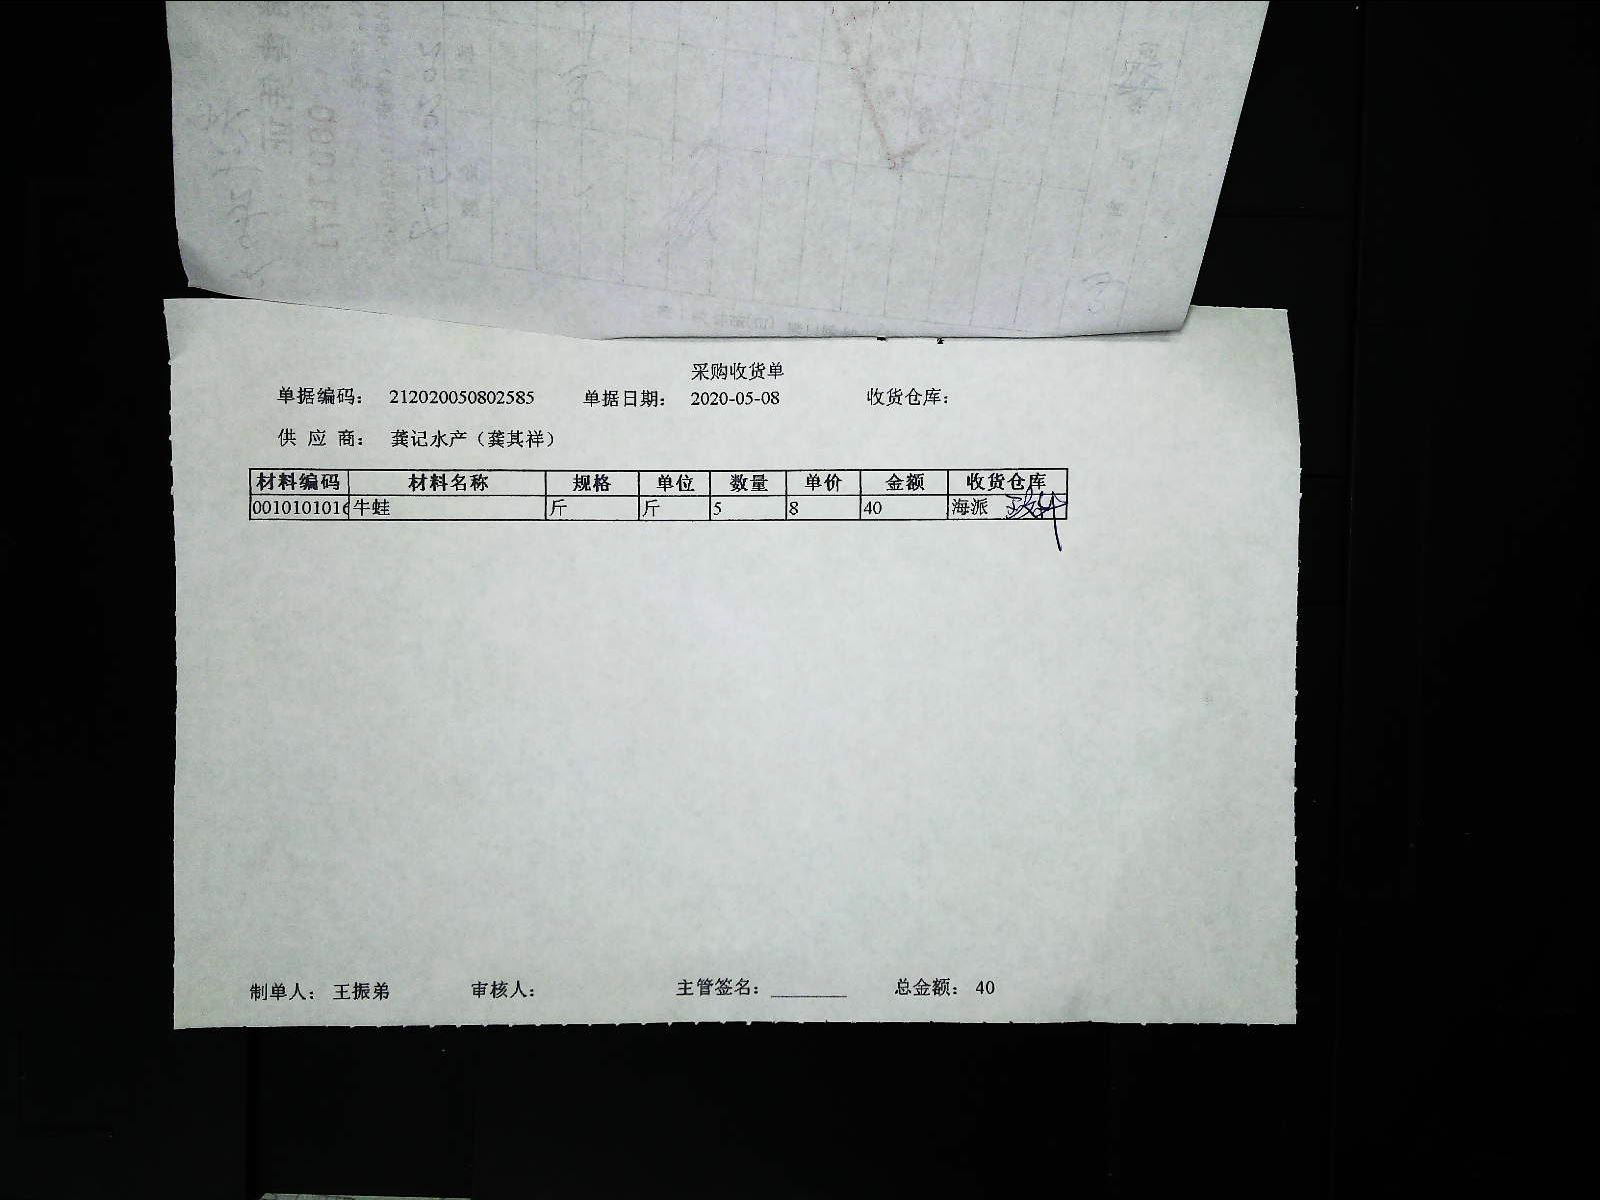 采购收货单
单据编码： 212020050802585 单据日期： 2020-05-08 收货仓库：
供 应 商： 龚记水产（龚其祥）
材料编码 材料名称 规格 单位 数量 单价 金额 收货仓库
0010101016 牛蛙 斤 斤 5 8 40 海派
制单人： 王振弟 审核人： 主管签名： ________ 总金额： 40